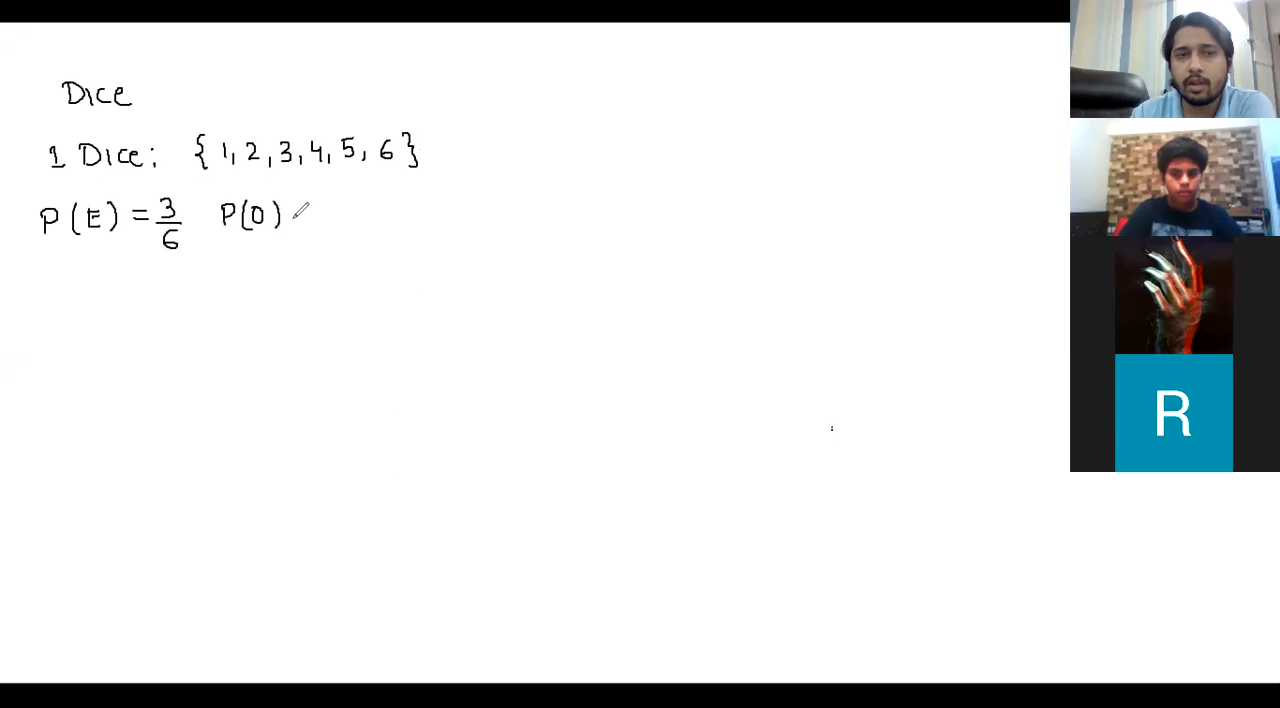 Dice
1 Dice: { 1, 2, 3, 4, 5, 6 }
P (E) = 3/6 P(O)
R